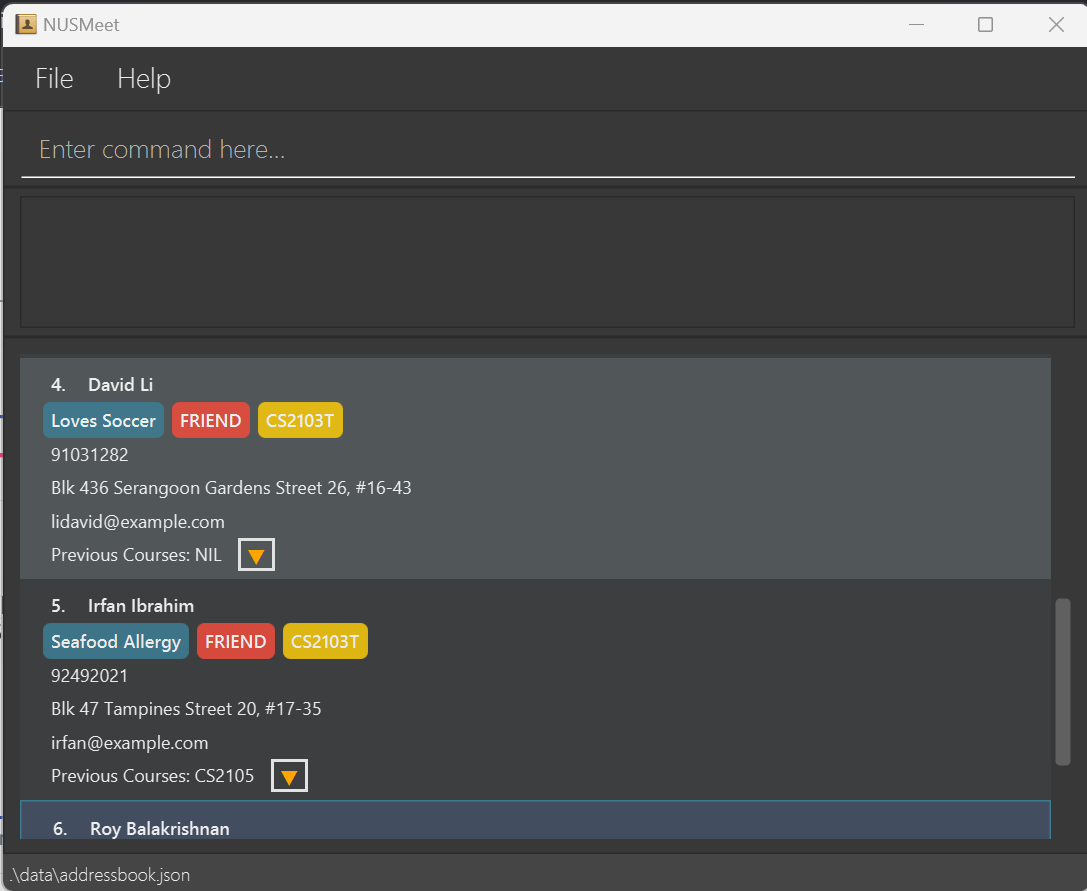 NUSMeet
File Help
Enter command here...
4. David Li
Loves Soccer FRIEND CS2103T
91031282
Blk 436 Serangoon Gardens Street 26, #16-43
lidavid@example.com
Previous Courses: NIL ▼
5. Irfan Ibrahim
Seafood Allergy FRIEND CS2103T
92492021
Blk 47 Tampines Street 20, #17-35
irfan@example.com
Previous Courses: CS2105 ▼
6. Roy Balakrishnan
.\data\addressbook.json